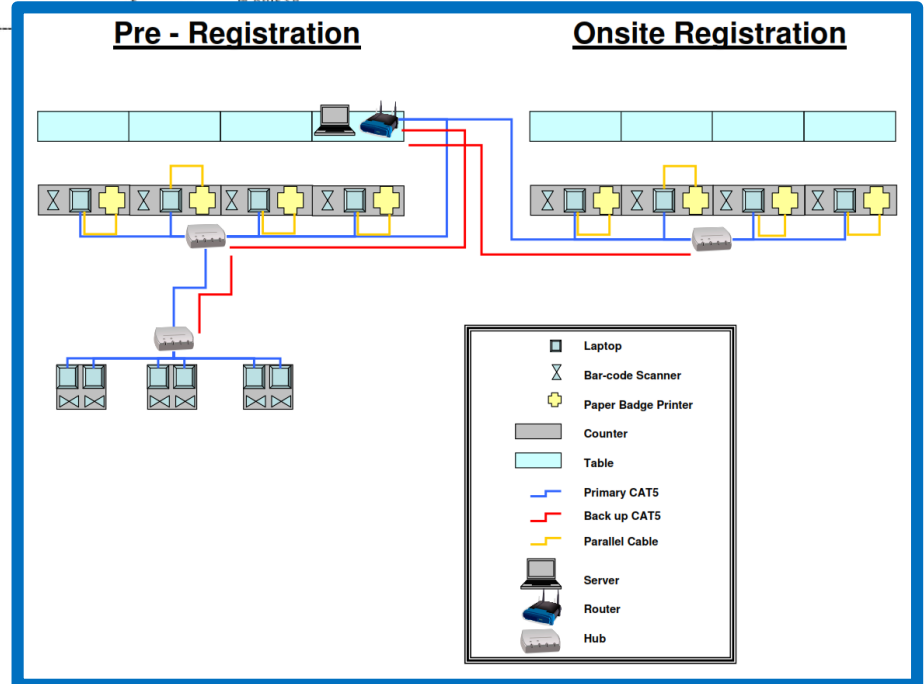 Pre - Registration
Onsite Registration
Laptop
Bar-code Scanner
Paper Badge Printer
Counter
Table
Primary CAT5
Back up CAT5
Parallel Cable
Server
Router
Hub